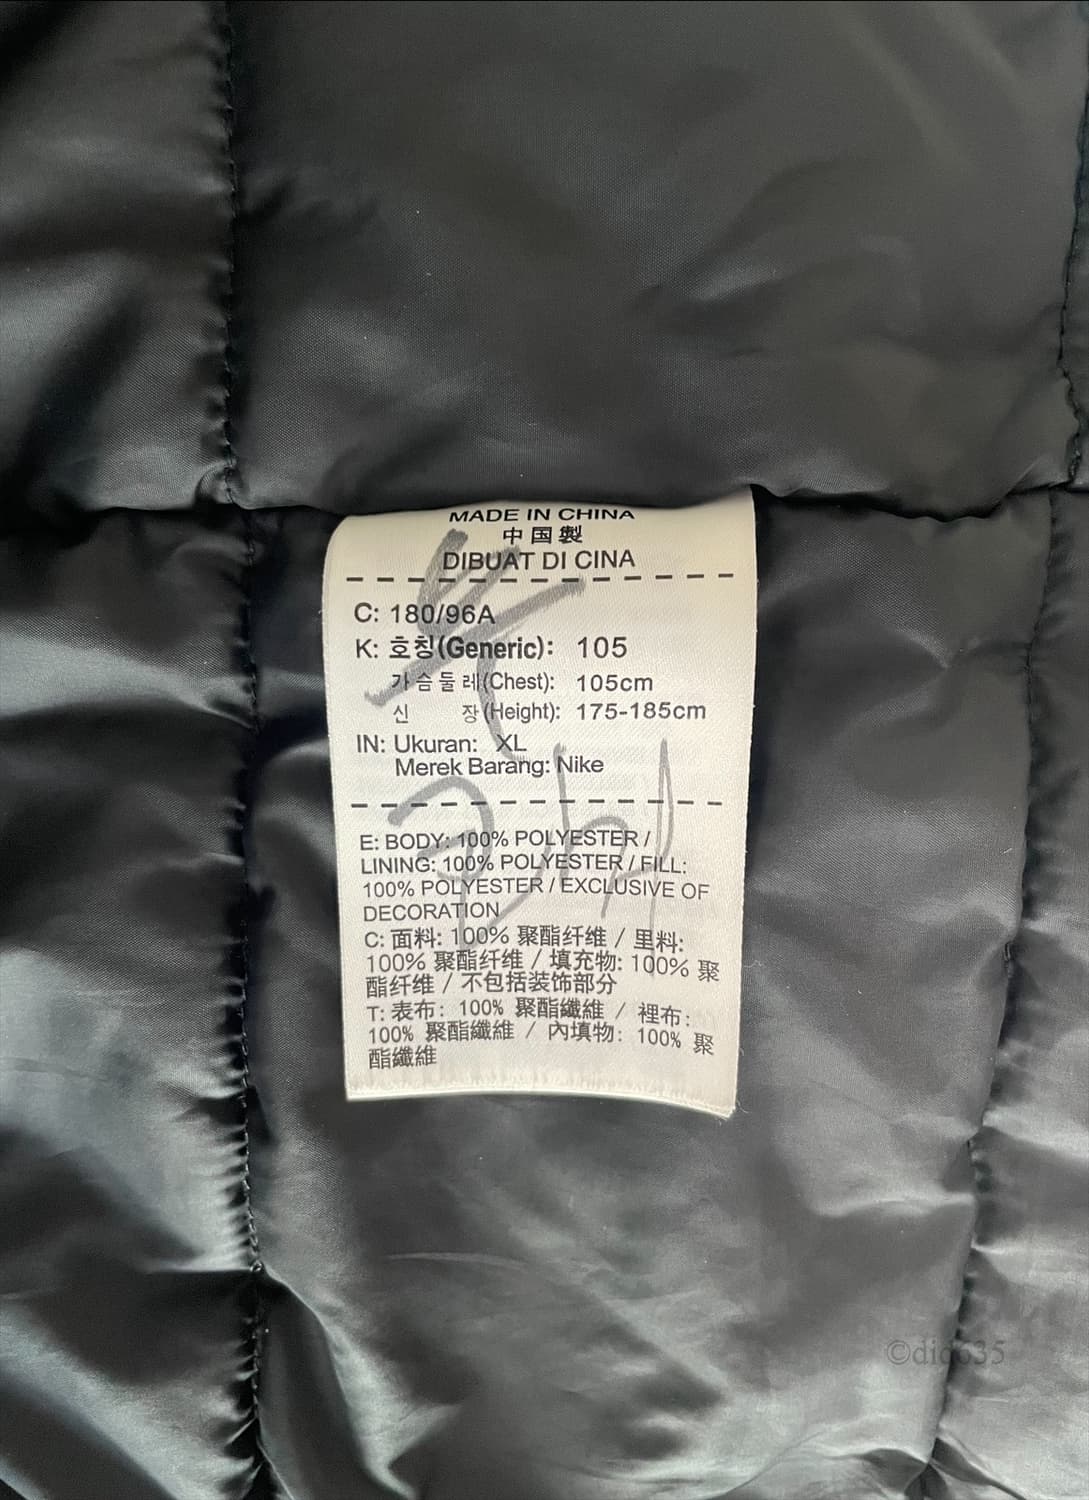 MADE IN CHINA
中国製
DIBUAT DI CINA
C: 180/96A
K: 호칭(Generic): 105
가슴둘레(Chest): 105cm
신 장(Height): 175-185cm
IN: Ukuran: XL
Merek Barang: Nike
E: BODY: 100% POLYESTER /
LINING: 100% POLYESTER / FILL:
100% POLYESTER / EXCLUSIVE OF
DECORATION
C: 面料: 100% 聚酯纤维 / 里料:
100% 聚酯纤维 / 填充物: 100% 聚
酯纤维 / 不包括装饰部分
T: 表布: 100% 聚酯纖維 / 裡布:
100% 聚酯纖維 / 內填物: 100% 聚
酯纖維
©dido35